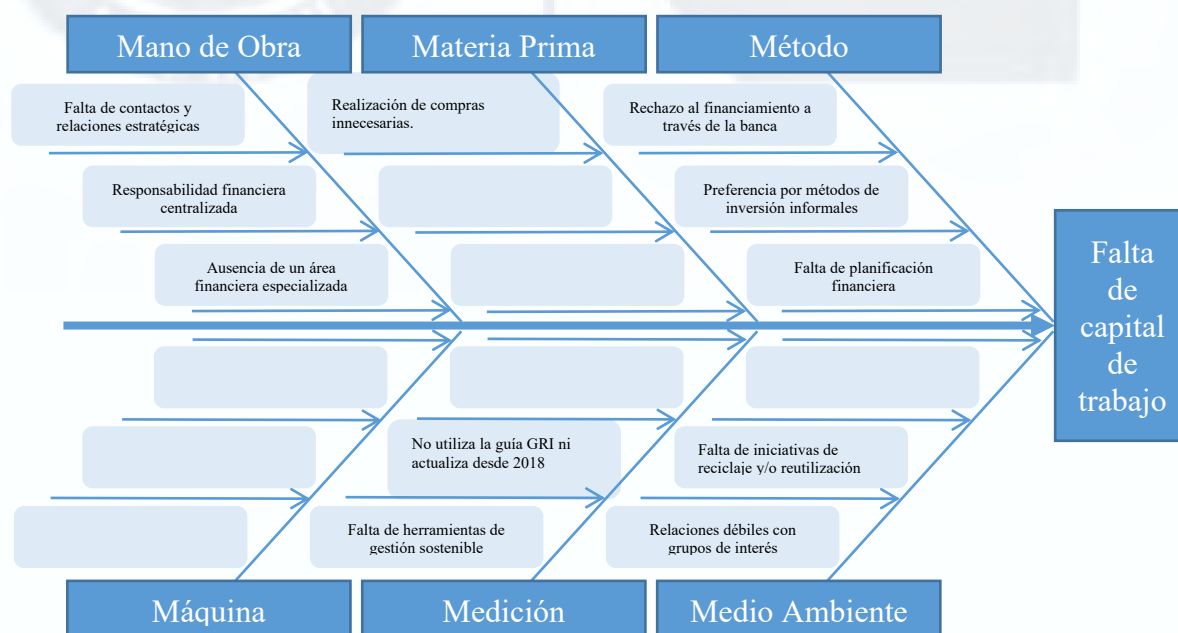 Mano de Obra
Materia Prima
Método
Falta de contactos y
relaciones estratégicas
Realización de compras
innecesarias.
Rechazo al financiamiento a
través de la banca
Responsabilidad financiera
centralizada
Preferencia por métodos de
inversión informales
Ausencia de un área
financiera especializada
Falta de planificación
financiera
Falta
de
capital
de
trabajo
No utiliza la guía GRI ni
actualiza desde 2018
Falta de iniciativas de
reciclaje y/o reutilización
Falta de herramientas de
gestión sostenible
Relaciones débiles con
grupos de interés
Máquina
Medición
Medio Ambiente